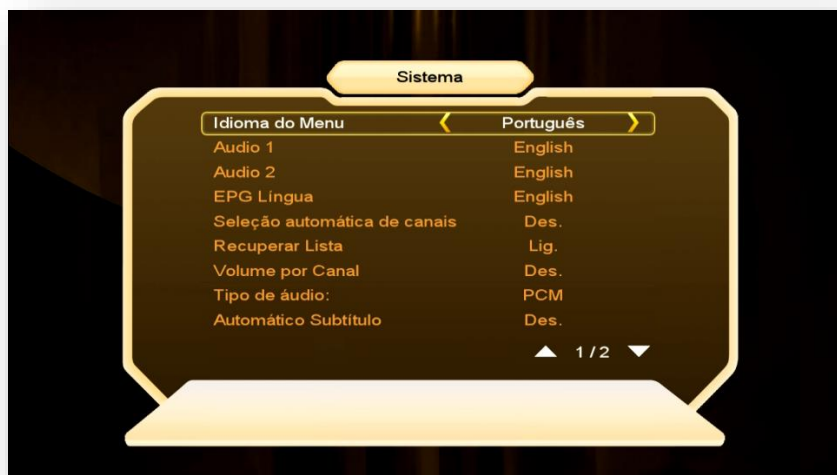 Sistema
Idioma do Menu Português
Audio 1 English
Audio 2 English
EPG Língua English
Seleção automática de canais Des.
Recuperar Lista Lig.
Volume por Canal Des.
Tipo de áudio: PCM
Automático Subtítulo Des.
1 / 2